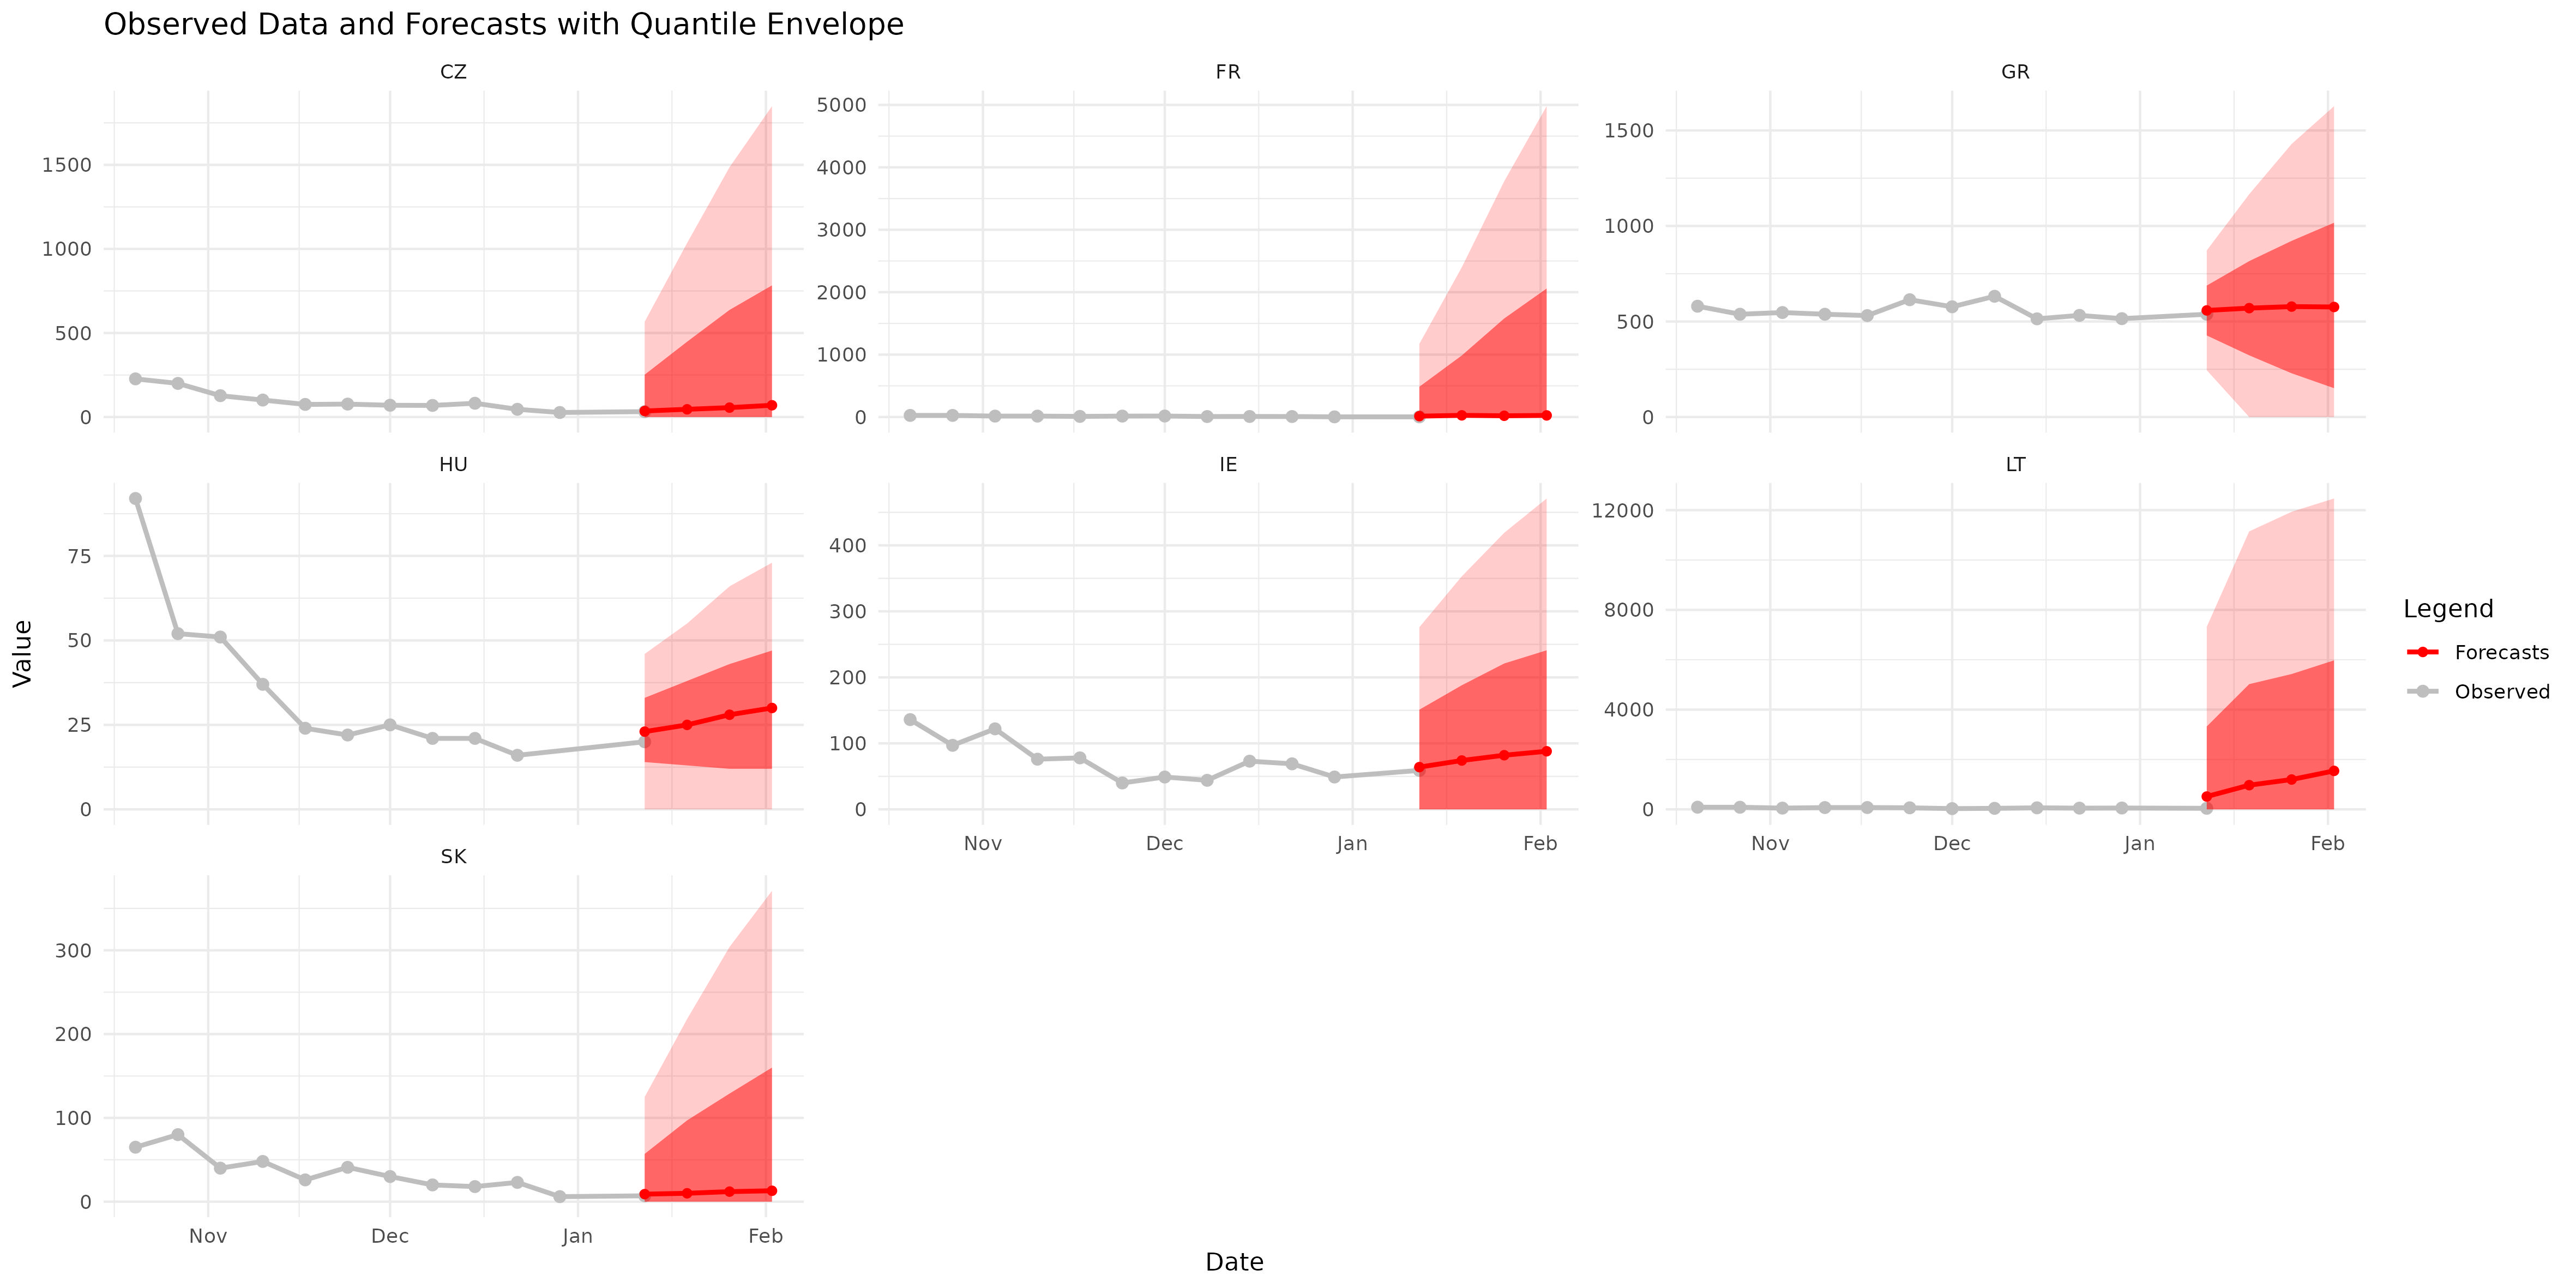 Observed Data and Forecasts with Quantile Envelope
CZ
FR
GR
1500
1000
500
0
5000
4000
3000
2000
1000
0
1500
1000
500
0
HU
IE
LT
75
50
25
0
400
300
200
100
0
12000
8000
4000
0
Nov Dec Jan Feb
Nov Dec Jan Feb
SK
300
200
100
0
Nov Dec Jan Feb
Value
Date
Legend
Forecasts
Observed